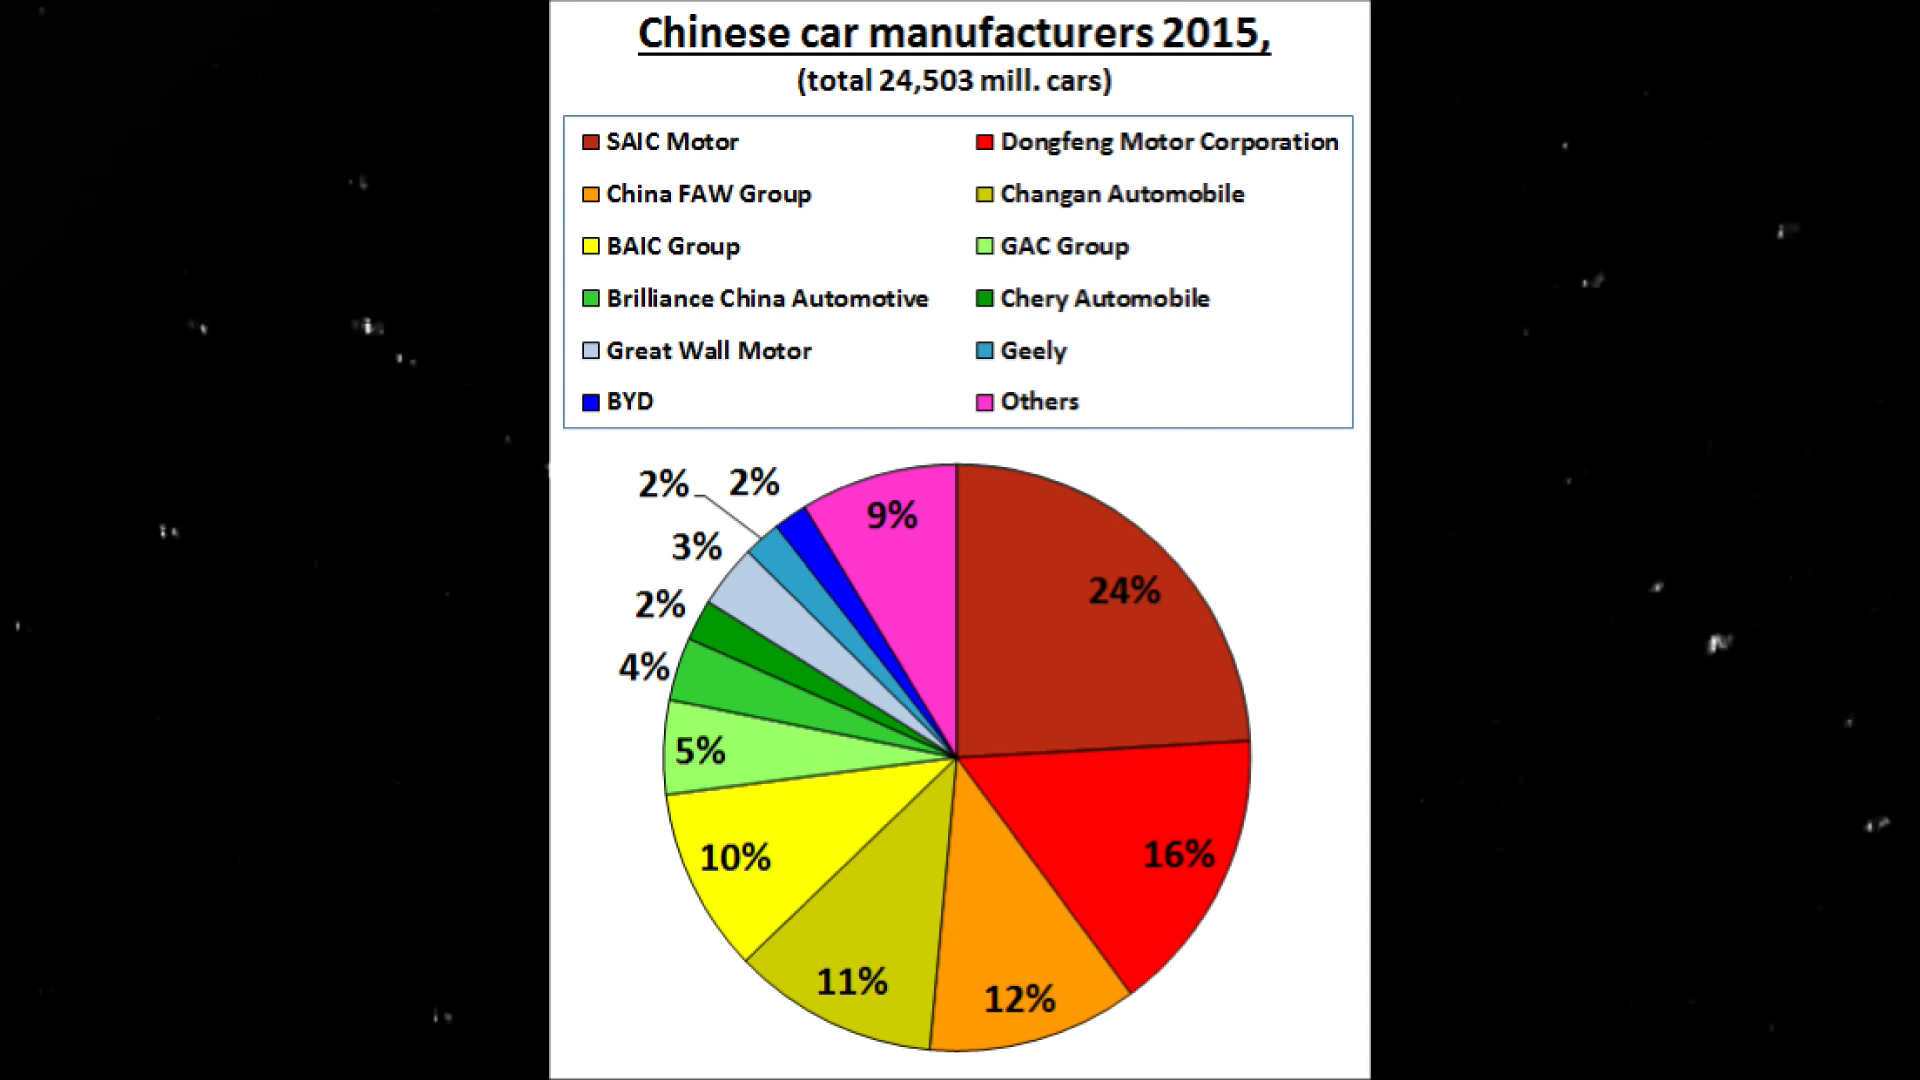 Chinese car manufacturers 2015,
(total 24,503 mill. cars)
SAIC Motor
Dongfeng Motor Corporation
China FAW Group
Changan Automobile
BAIC Group
GAC Group
Brilliance China Automotive
Chery Automobile
Great Wall Motor
Geely
BYD
Others
2%
2%
9%
3%
24%
2%
4%
5%
16%
10%
11%
12%